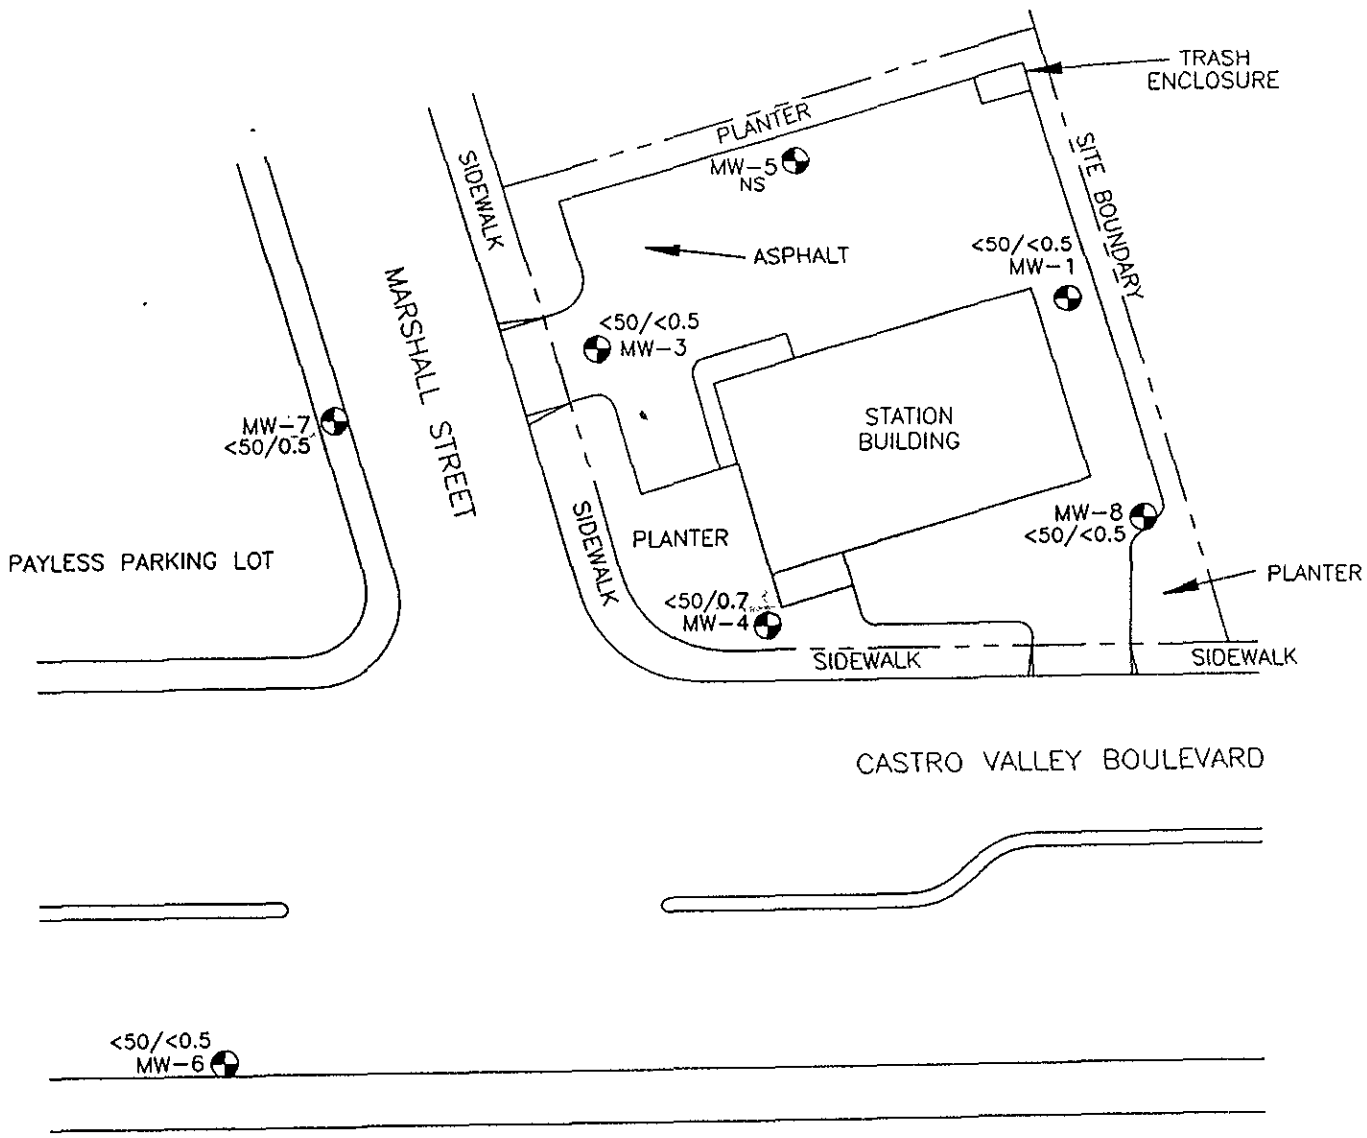 TRASH
ENCLOSURE
PLANTER
SIDEWALK
MW-5
NS
SITE BOUNDARY
ASPHALT
<50/<0.5
MW-1
MARSHALL STREET
<50/<0.5
MW-3
MW-7
<50/0.5
STATION
BUILDING
SIDEWALK
PLANTER
MW-8
<50/<0.5
PAYLESS PARKING LOT
PLANTER
<50/0.7
MW-4
SIDEWALK
SIDEWALK
CASTRO VALLEY BOULEVARD
<50/<0.5
MW-6